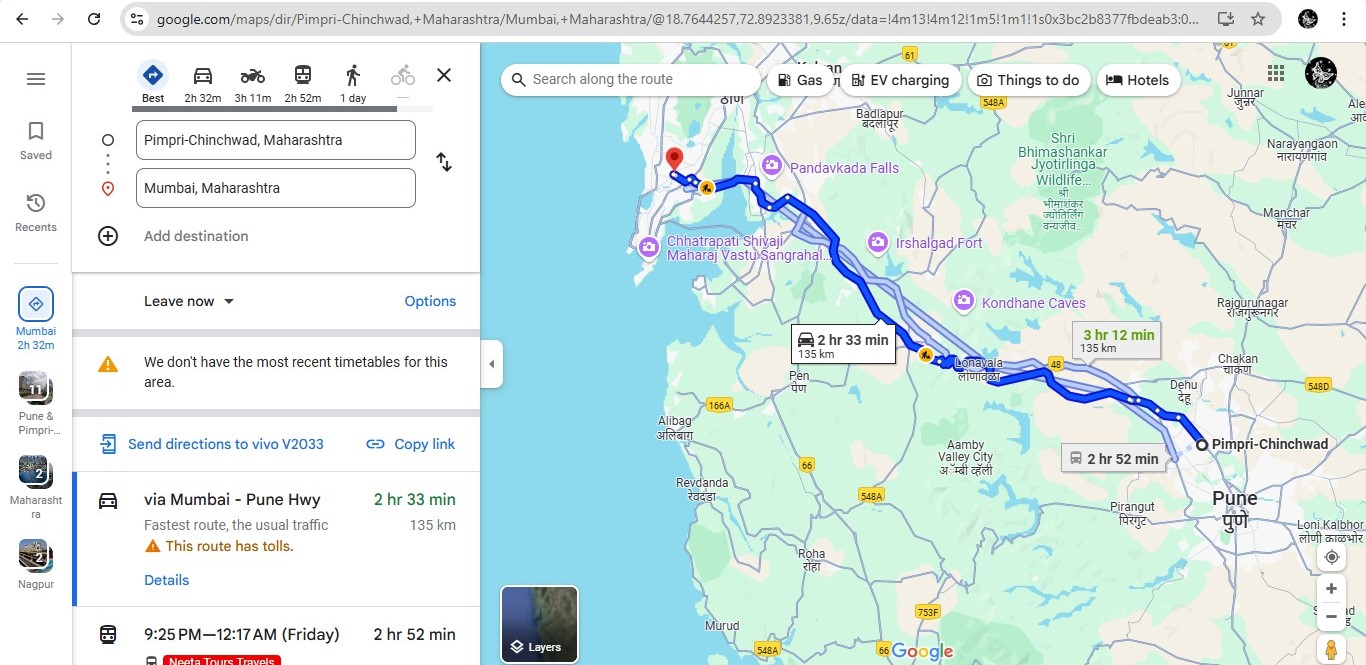 google.com/maps/dir/Pimpri-Chinchwad,+Maharashtra/Mumbai,+Maharashtra/@18.7644257,72.8923381,9.65z/data=!4m13!4m12!1m5!1m1!1s0x3bc2b8377fbdeab3:0...
Best
2h 32m
3h 11m
2h 52m
1 day
Pimpri-Chinchwad, Maharashtra
Mumbai, Maharashtra
Add destination
Leave now
Options
We don't have the most recent timetables for this
area.
Send directions to vivo V2033
Copy link
via Mumbai - Pune Hwy
2 hr 33 min
Fastest route, the usual traffic
135 km
This route has tolls.
Details
9:25 PM—12:17 AM (Friday)
2 hr 52 min
Neeta Tours Travels
Saved
Recents
Mumbai
2h 32m
11
Pune &
Pimpri-...
2
Maharasht
ra
2
Nagpur
Search along the route
Gas
EV charging
Things to do
Hotels
61
ठाणे
548A
Badlapur
बदलापूर
Junnar
जुन्नर
Shri
Bhimashankar
Jyotirlinga
Wildlife...
श्री
भीमाशंकर
ज्योतिर्लिंग
वन्यजीव...
Narayangaon
नारायणगांव
Manchar
मंचर
Pandavkada Falls
Chhatrapati Shivaji
Maharaj Vastu Sangrahal...
Irshalgad Fort
Kondhane Caves
Rajgurunagar
राजगुरूनगर
2 hr 33 min
135 km
3 hr 12 min
135 km
Lonavala
लोणावळा
48
Chakan
चाकण
Dehu
देहू
548D
Pen
पेण
166A
Alibag
अलिबाग
Pimpri-Chinchwad
2 hr 52 min
Aamby
Valley City
अॅम्बी व्हॅली
66
Revdanda
रेवदंडा
548A
Pirangut
पिरंगुट
Pune
पुणे
Loni Kalbhor
लोणी काळभोर
Roha
रोहा
753F
Murud
548A
66
Google
Layers